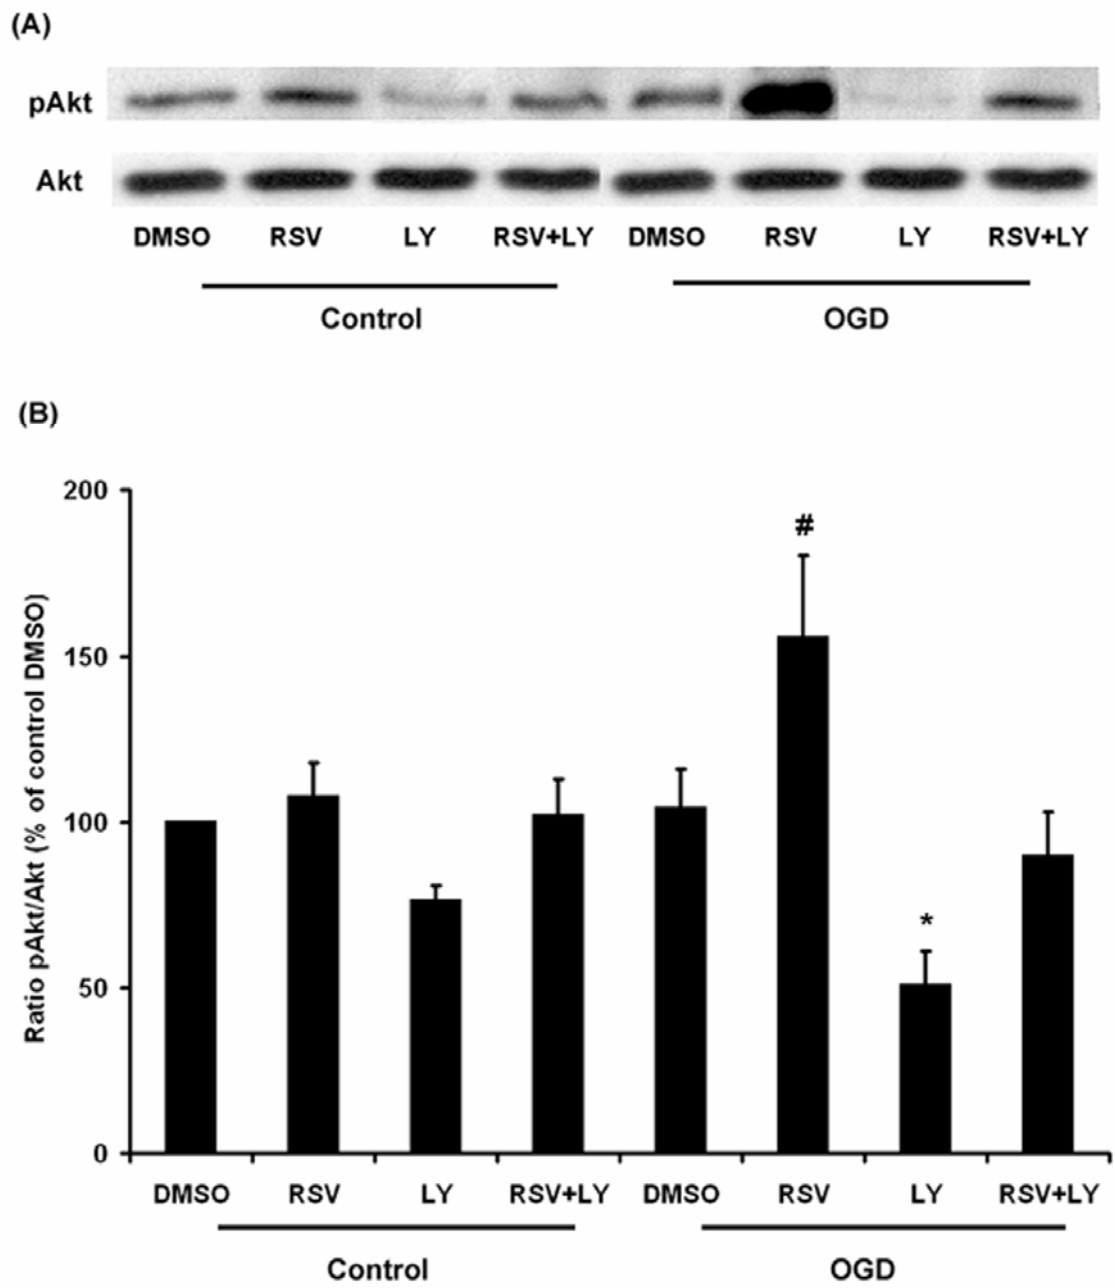 (A)
pAkt
Akt
DMSO RSV LY RSV+LY DMSO RSV LY RSV+LY
Control OGD
(B)
Ratio pAkt/Akt (% of control DMSO)
200
#
150
100
*
50
0
DMSO RSV LY RSV+LY DMSO RSV LY RSV+LY
Control OGD